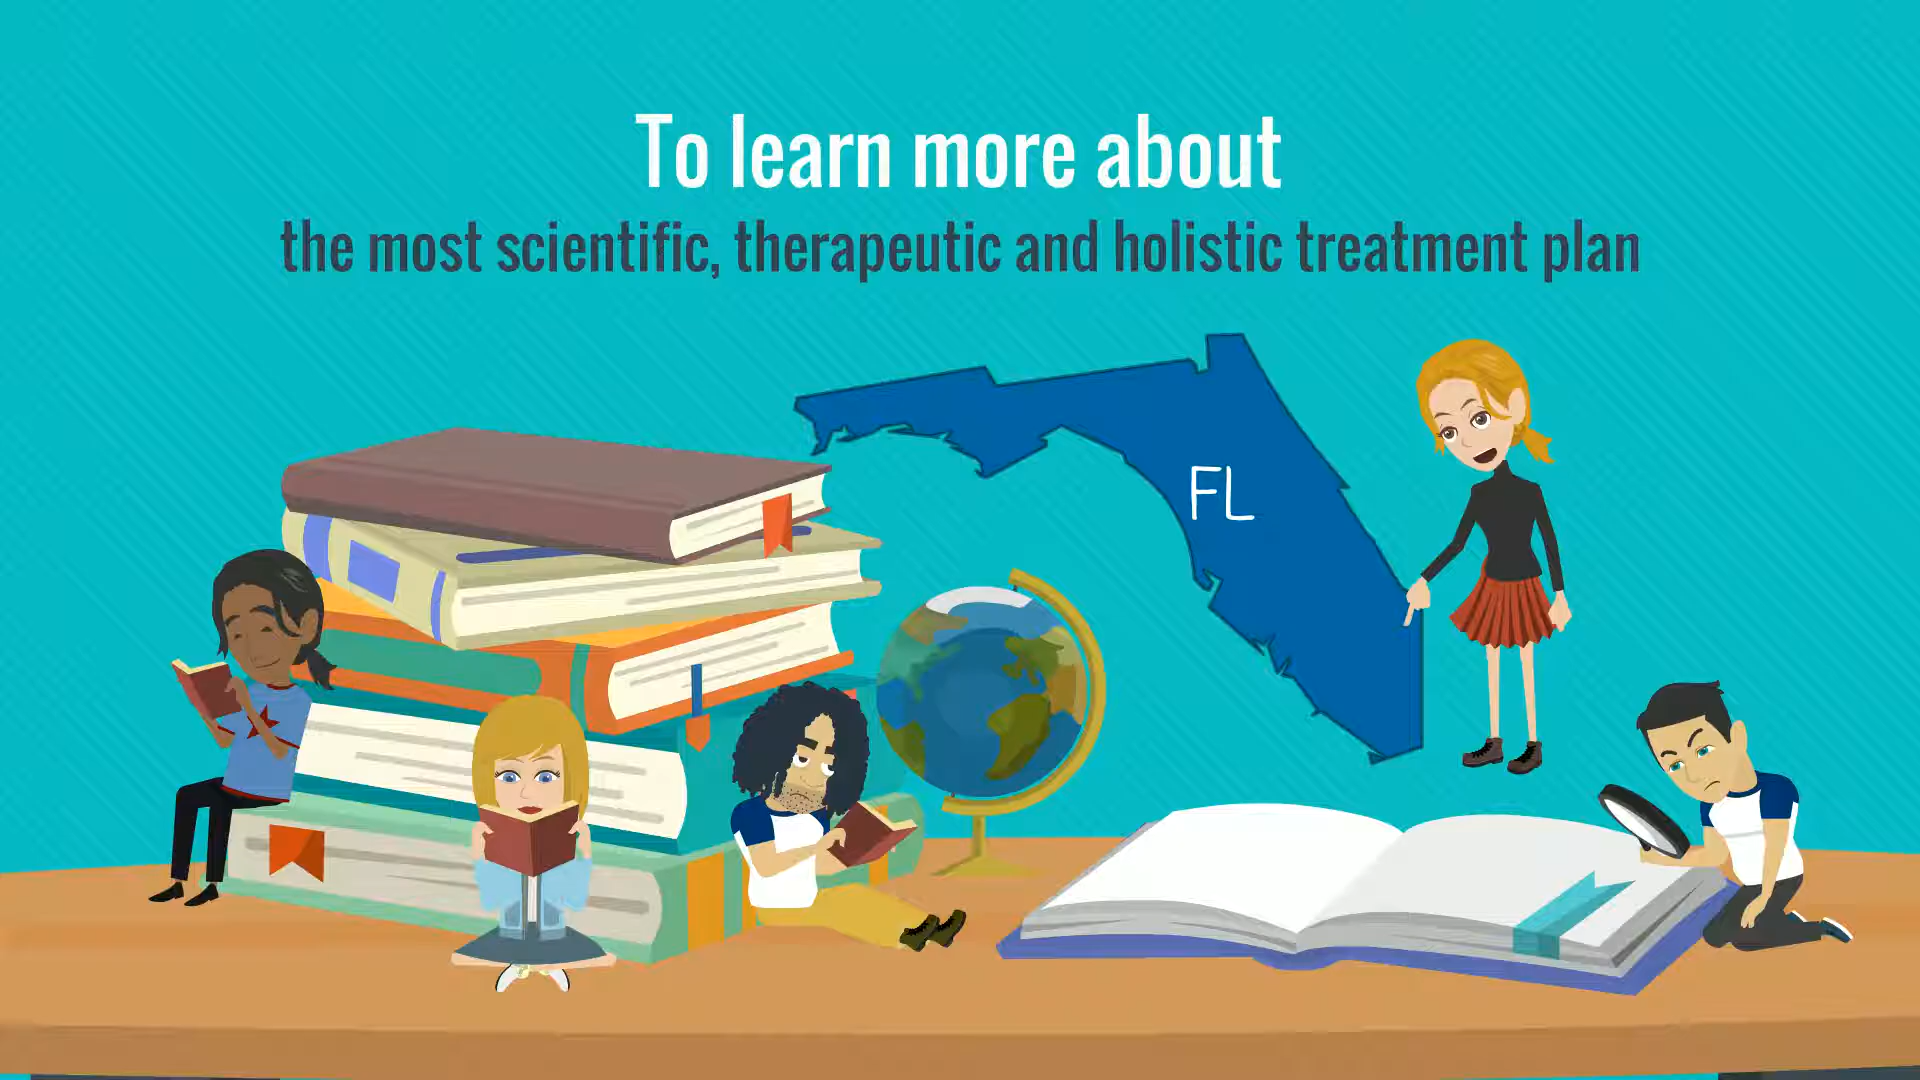 To learn more about
the most scientific, therapeutic and holistic treatment plan
FL